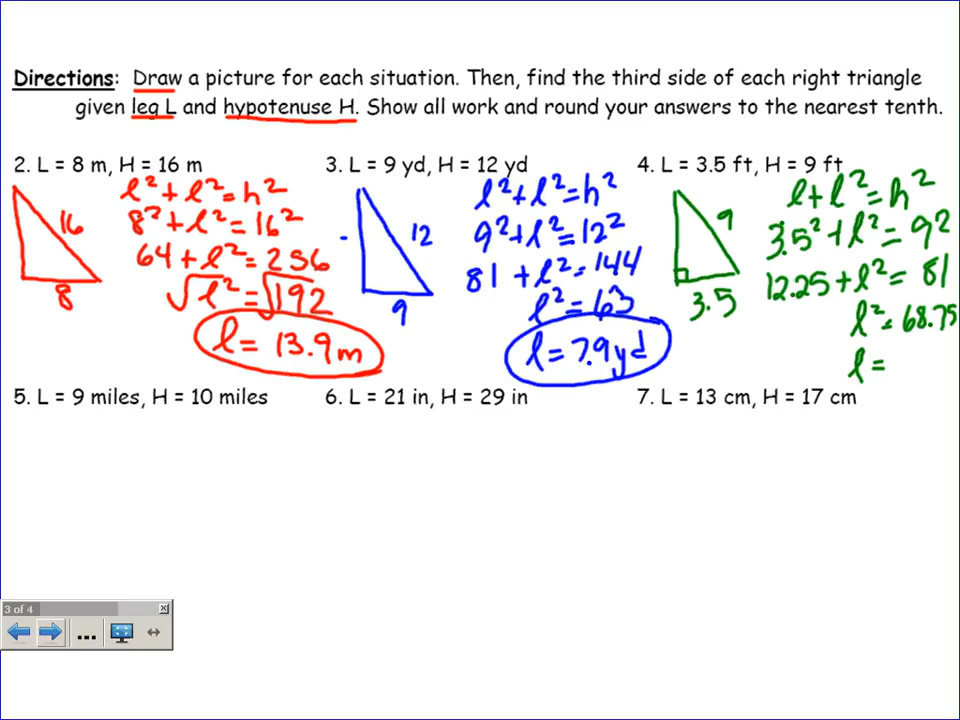 Directions: Draw a picture for each situation. Then, find the third side of each right triangle
given leg L and hypotenuse H. Show all work and round your answers to the nearest tenth.
2. L = 8 m, H = 16 m
16
8
l² + l² = h²
8² + l² = 16²
64 + l² = 256
√l² = √192
l = 13.9 m
3. L = 9 yd, H = 12 yd
12
9
l² + l² = h²
9² + l² = 12²
81 + l² = 144
l² = 63
l = 7.9 yd
4. L = 3.5 ft, H = 9 ft
9
3.5
l + l² = h²
3.5² + l² = 9²
12.25 + l² = 81
l² = 68.75
l =
5. L = 9 miles, H = 10 miles
6. L = 21 in, H = 29 in
7. L = 13 cm, H = 17 cm
3 of 4
...